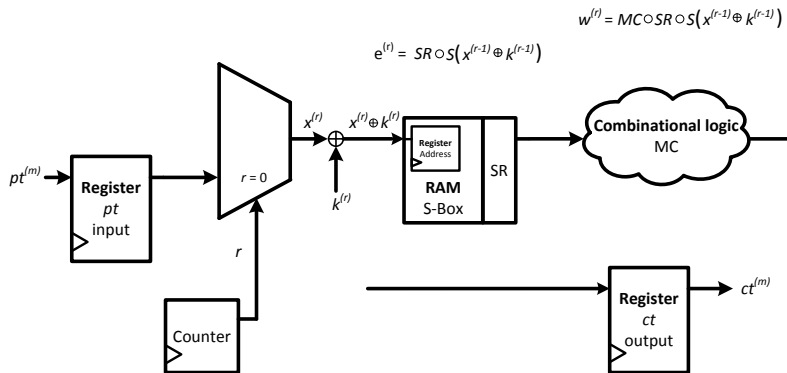 w(r) = MC○SR○S(x(r-1)⊕ k(r-1))
e(r) = SR○S(x(r-1)⊕ k(r-1))
x(r)
x(r)⊕ k(r)
Register
Address
RAM
S-Box
SR
Combinational logic
MC
pt(m)
Register
pt
input
r = 0
k(r)
r
Counter
Register
ct
output
ct(m)